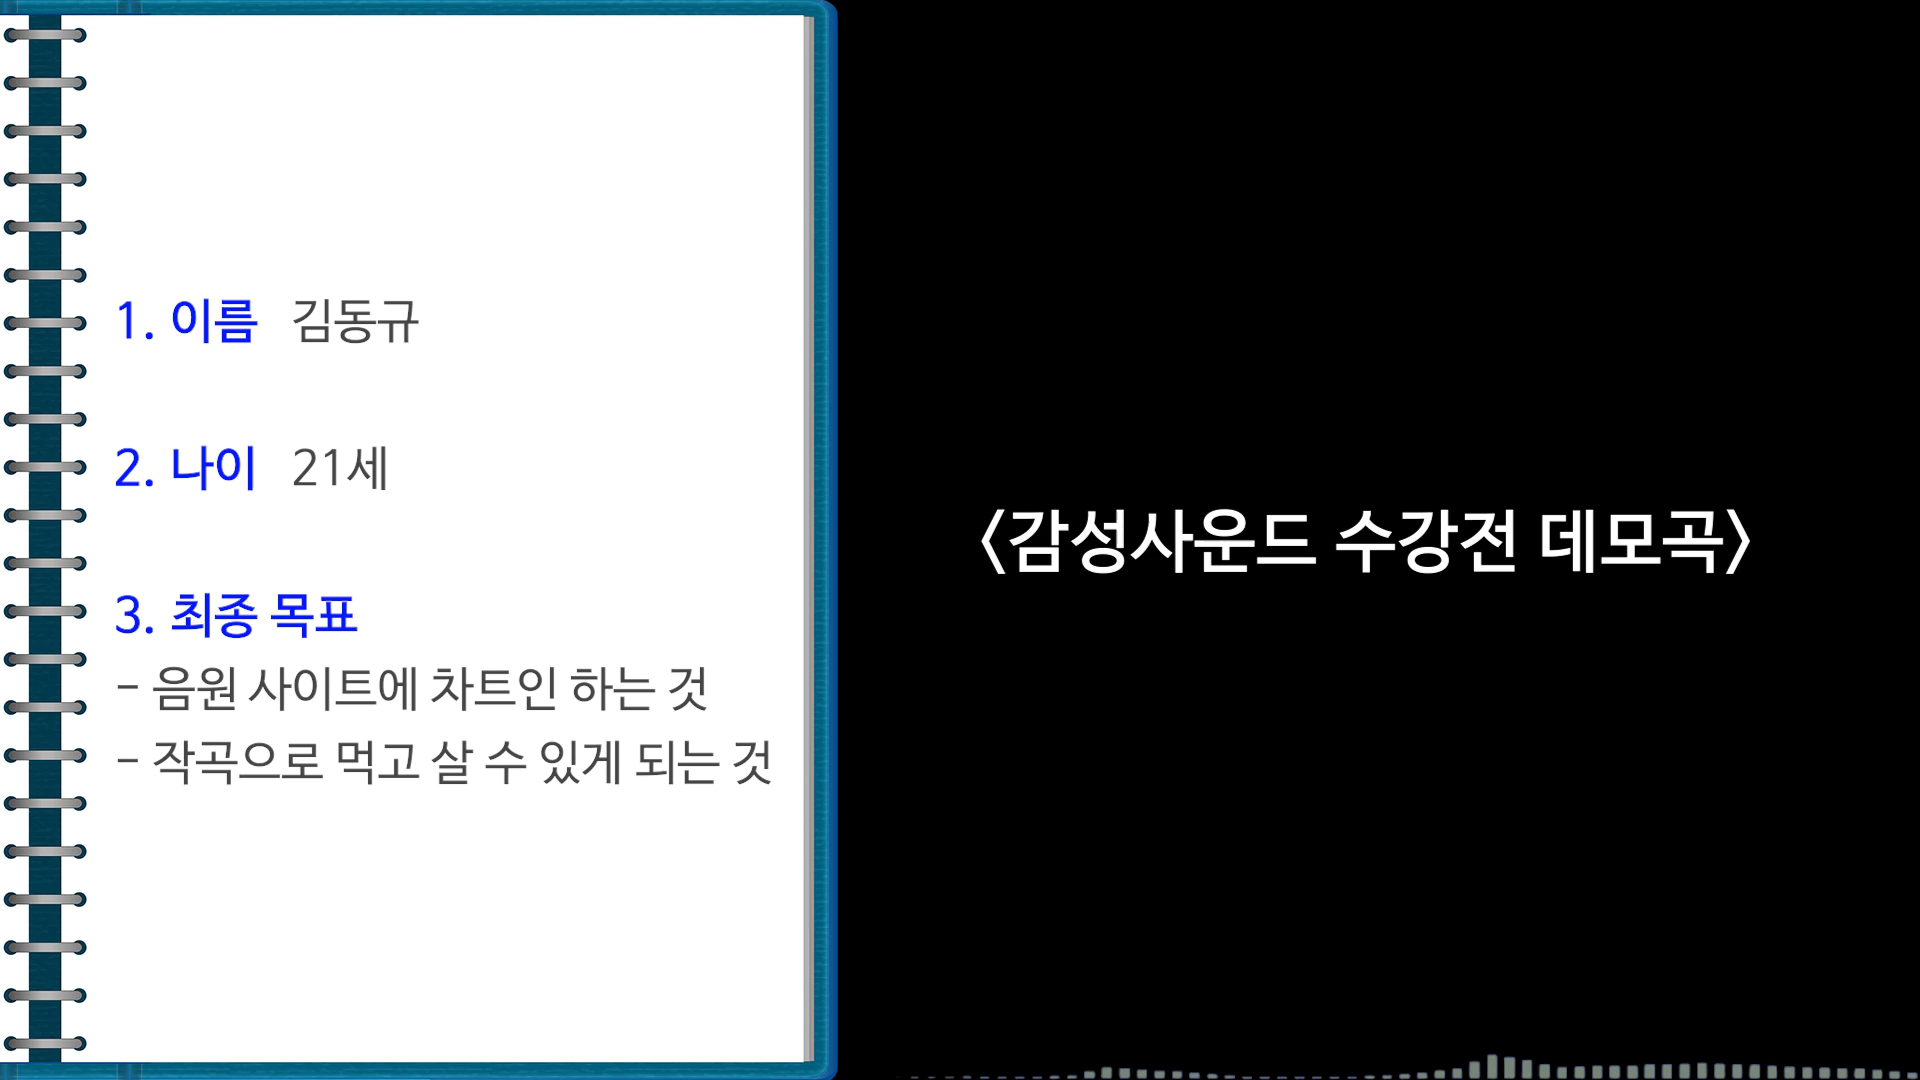 1. 이름 김동규
2. 나이 21세
3. 최종 목표
- 음원 사이트에 차트인 하는 것
- 작곡으로 먹고 살 수 있게 되는 것
<감성사운드 수강전 데모곡>